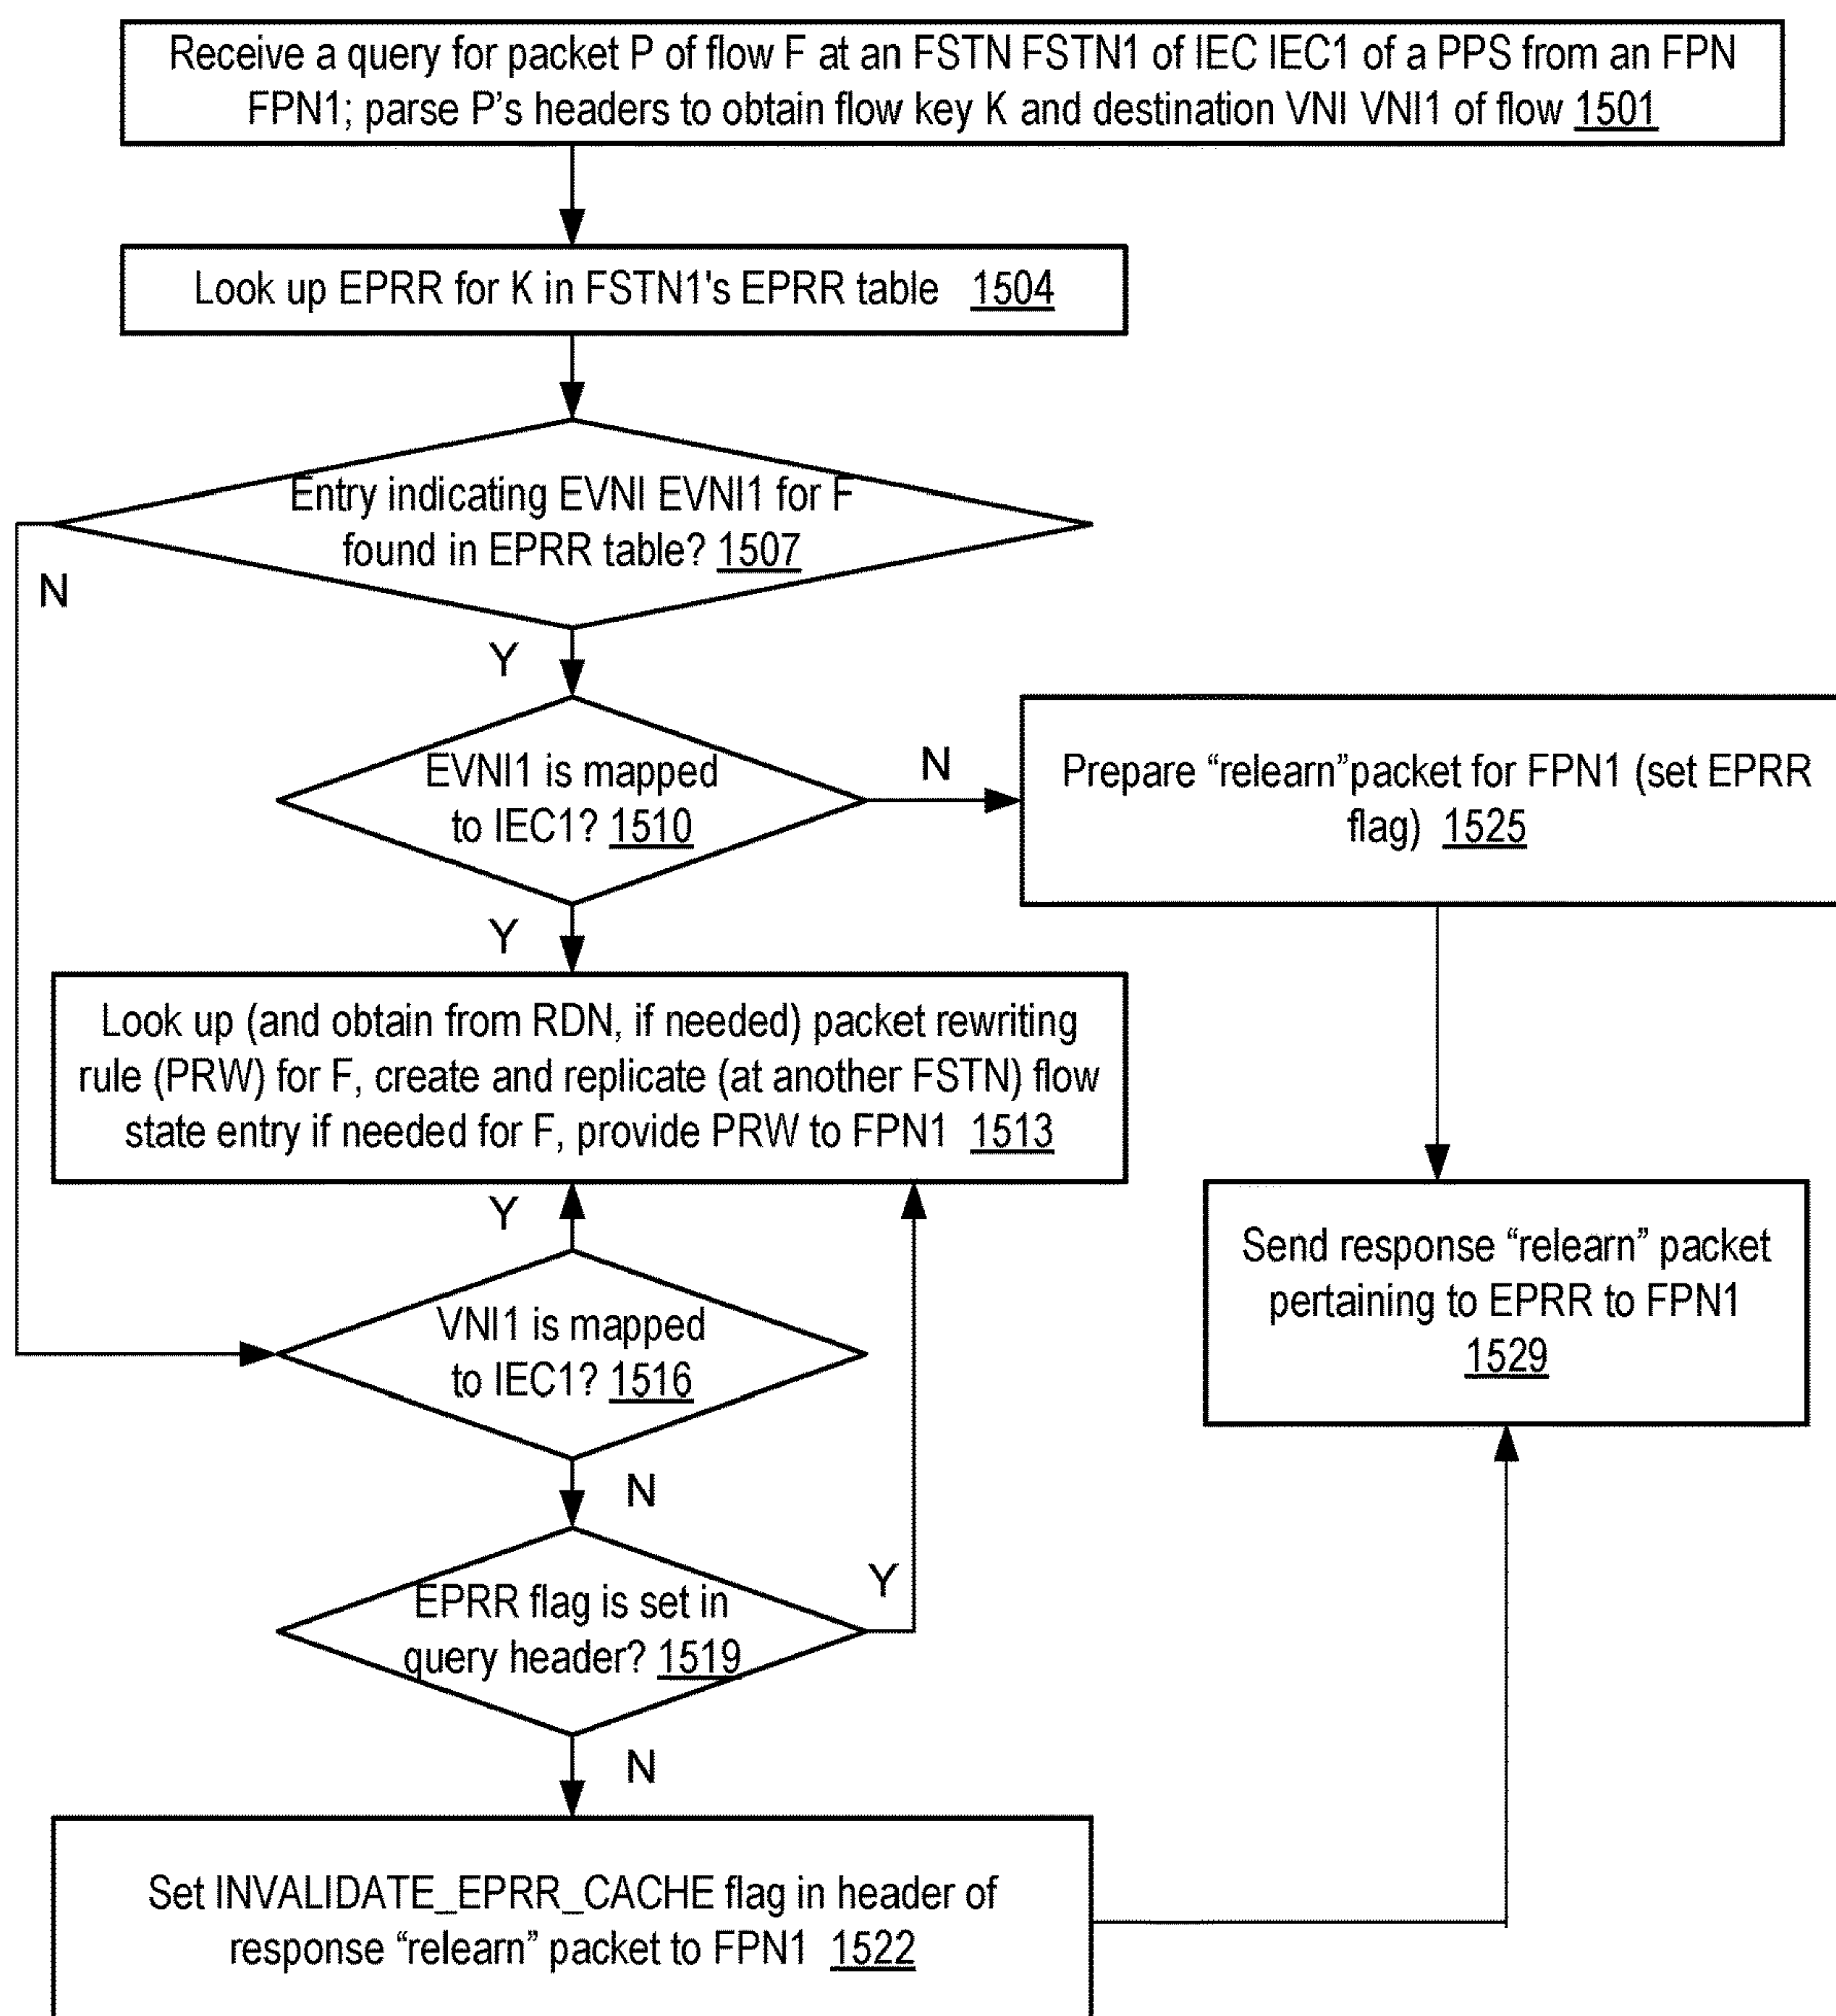 Receive a query for packet P of flow F at an FSTN FSTN1 of IEC IEC1 of a PPS from an FPN
FPN1; parse P's headers to obtain flow key K and destination VNI VNI1 of flow 1501
Look up EPRR for K in FSTN1's EPRR table 1504
Entry indicating EVNI EVNI1 for F
found in EPRR table? 1507
N
Y
EVNI1 is mapped
to IEC1? 1510
N
Prepare “relearn”packet for FPN1 (set EPRR
flag) 1525
Y
Look up (and obtain from RDN, if needed) packet rewriting
rule (PRW) for F, create and replicate (at another FSTN) flow
state entry if needed for F, provide PRW to FPN1 1513
Y
Send response “relearn” packet
pertaining to EPRR to FPN1
1529
VNI1 is mapped
to IEC1? 1516
N
EPRR flag is set in
query header? 1519
Y
N
Set INVALIDATE_EPRR_CACHE flag in header of
response “relearn” packet to FPN1 1522